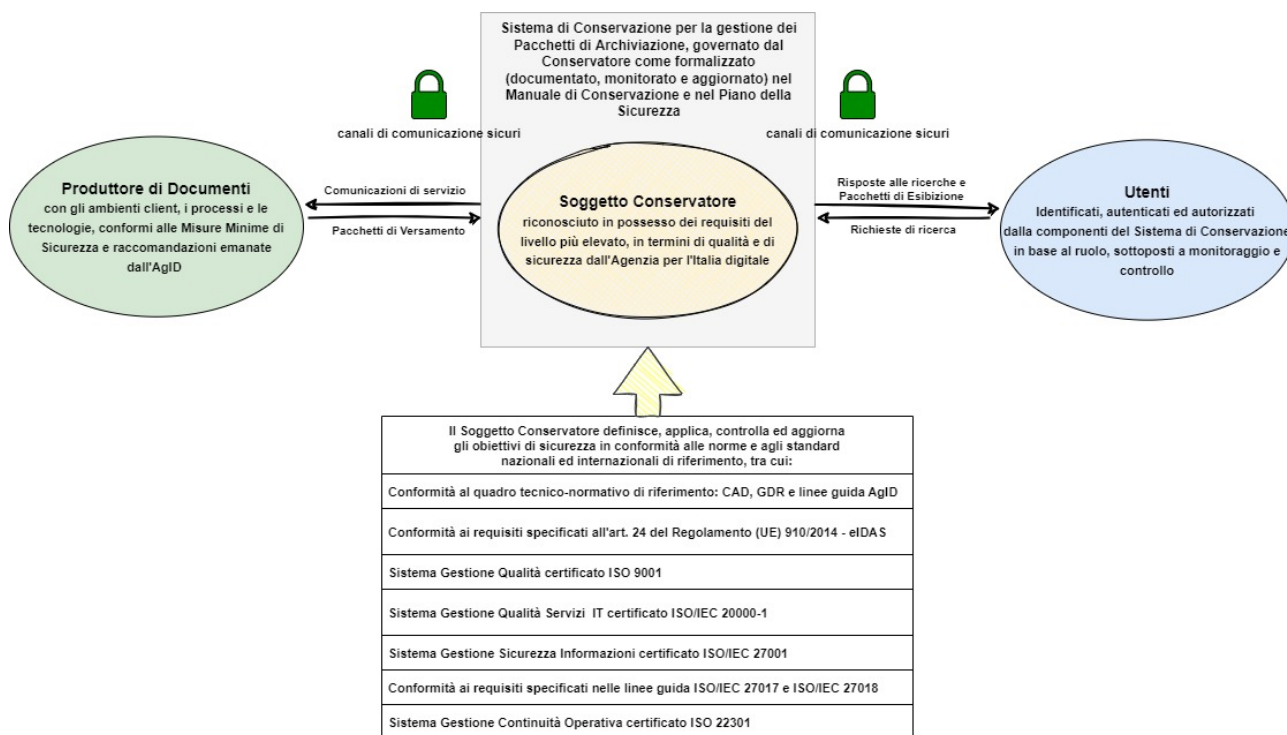 Sistema di Conservazione per la gestione dei
Pacchetti di Archiviazione, governato dal
Conservatore come formalizzato
(documentato, monitorato e aggiornato) nel
Manuale di Conservazione e nel Piano della
Sicurezza
canali di comunicazione sicuri
canali di comunicazione sicuri
Produttore di Documenti
con gli ambienti client, i processi e le
tecnologie, conformi alle Misure Minime di
Sicurezza e raccomandazioni emanate
dall'AgID
Comunicazioni di servizio
Pacchetti di Versamento
Soggetto Conservatore
riconosciuto in possesso dei requisiti del
livello più elevato, in termini di qualità e di
sicurezza dall'Agenzia per l'Italia digitale
Risposte alle ricerche e
Pacchetti di Esibizione
Richieste di ricerca
Utenti
Identificati, autenticati ed autorizzati
dalla componenti del Sistema di Conservazione
in base al ruolo, sottoposti a monitoraggio e
controllo
Il Soggetto Conservatore definisce, applica, controlla ed aggiorna
gli obiettivi di sicurezza in conformità alle norme e agli standard
nazionali ed internazionali di riferimento, tra cui:
Conformità al quadro tecnico-normativo di riferimento: CAD, GDR e linee guida AgID
Conformità ai requisiti specificati all'art. 24 del Regolamento (UE) 910/2014 - eIDAS
Sistema Gestione Qualità certificato ISO 9001
Sistema Gestione Qualità Servizi IT certificato ISO/IEC 20000-1
Sistema Gestione Sicurezza Informazioni certificato ISO/IEC 27001
Conformità ai requisiti specificati nelle linee guida ISO/IEC 27017 e ISO/IEC 27018
Sistema Gestione Continuità Operativa certificato ISO 22301